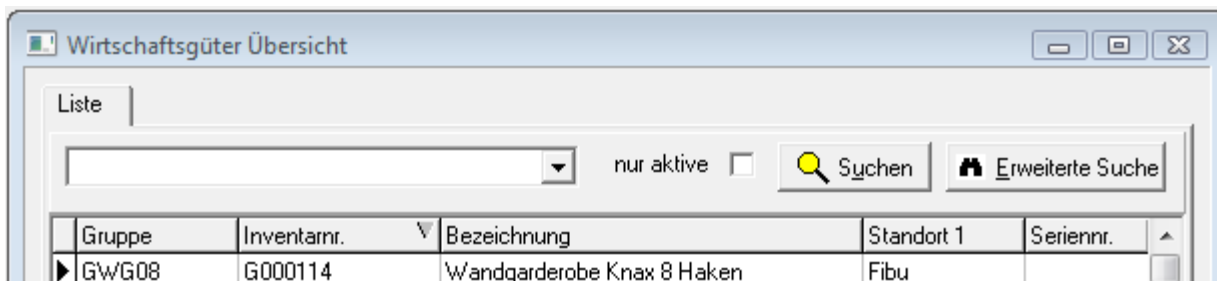 Wirtschaftsgüter Übersicht
Liste
nur aktive Suchen Erweiterte Suche
Gruppe Inventarnr. Bezeichnung Standort 1 Seriennr.
GWG08 G000114 Wandgarderobe Knax 8 Haken Fibu